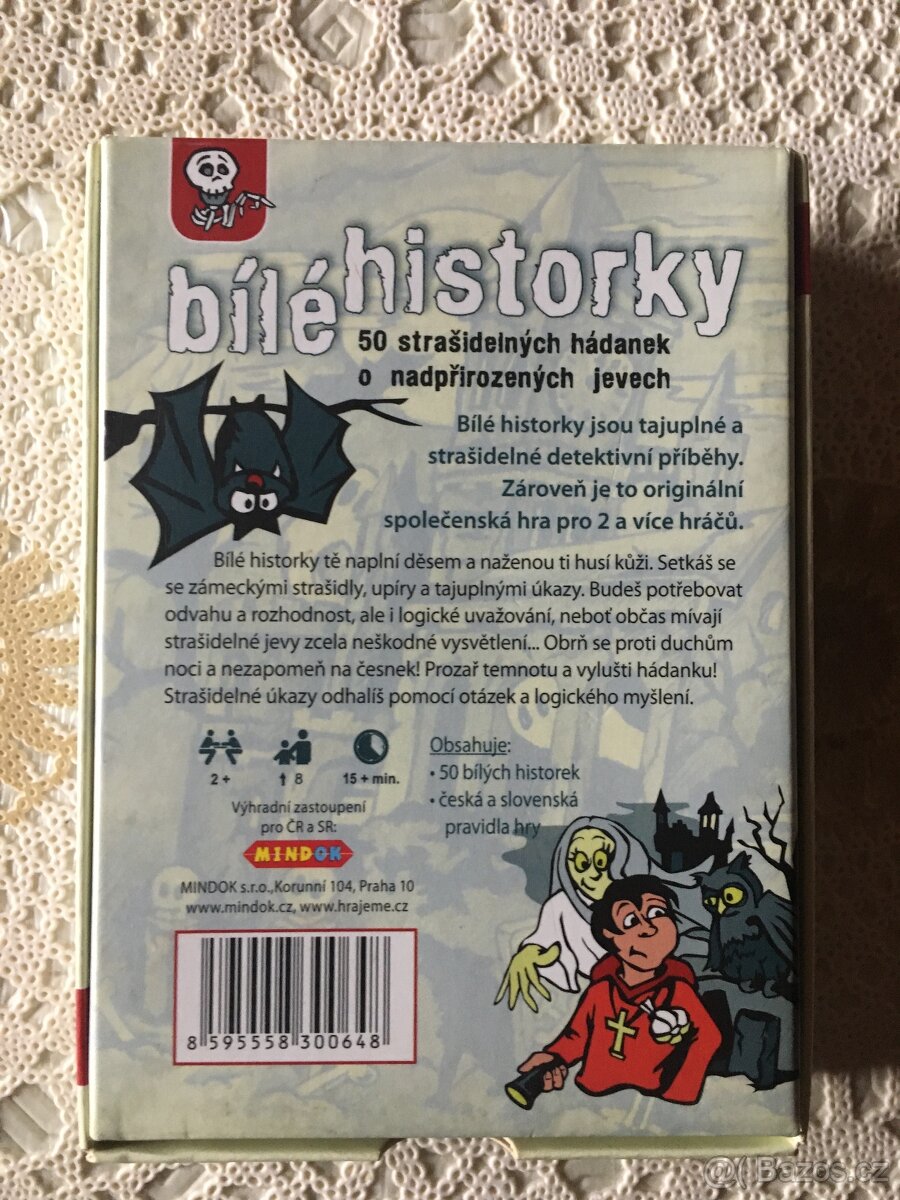 bílé historky
50 strašidelných hádanek
o nadpřirozených jevech
Bílé historky jsou tajuplné a
strašidelné detektivní příběhy.
Zároveň je to originální
společenská hra pro 2 a více hráčů.
Bílé historky tě naplní děsem a naženou ti husí kůži. Setkáš se
se zámeckými strašidly, upíry a tajuplnými úkazy. Budeš potřebovat
odvahu a rozhodnost, ale i logické uvažování, neboť občas mívají
strašidelné jevy zcela neškodné vysvětlení... Obrň se proti duchům
noci a nezapomeň na česnek! Prozař temnotu a vylušti hádanku!
Strašidelné úkazy odhalíš pomocí otázek a logického myšlení.
2+ 8 15 + min.
Výhradní zastoupení
pro ČR a SR:
MINDOK
MINDOK s.r.o.,Korunní 104, Praha 10
www.mindok.cz, www.hrajeme.cz
Obsahuje:
• 50 bílých historek
• česká a slovenská
pravidla hry
8 595558 300648
Bazos.cz